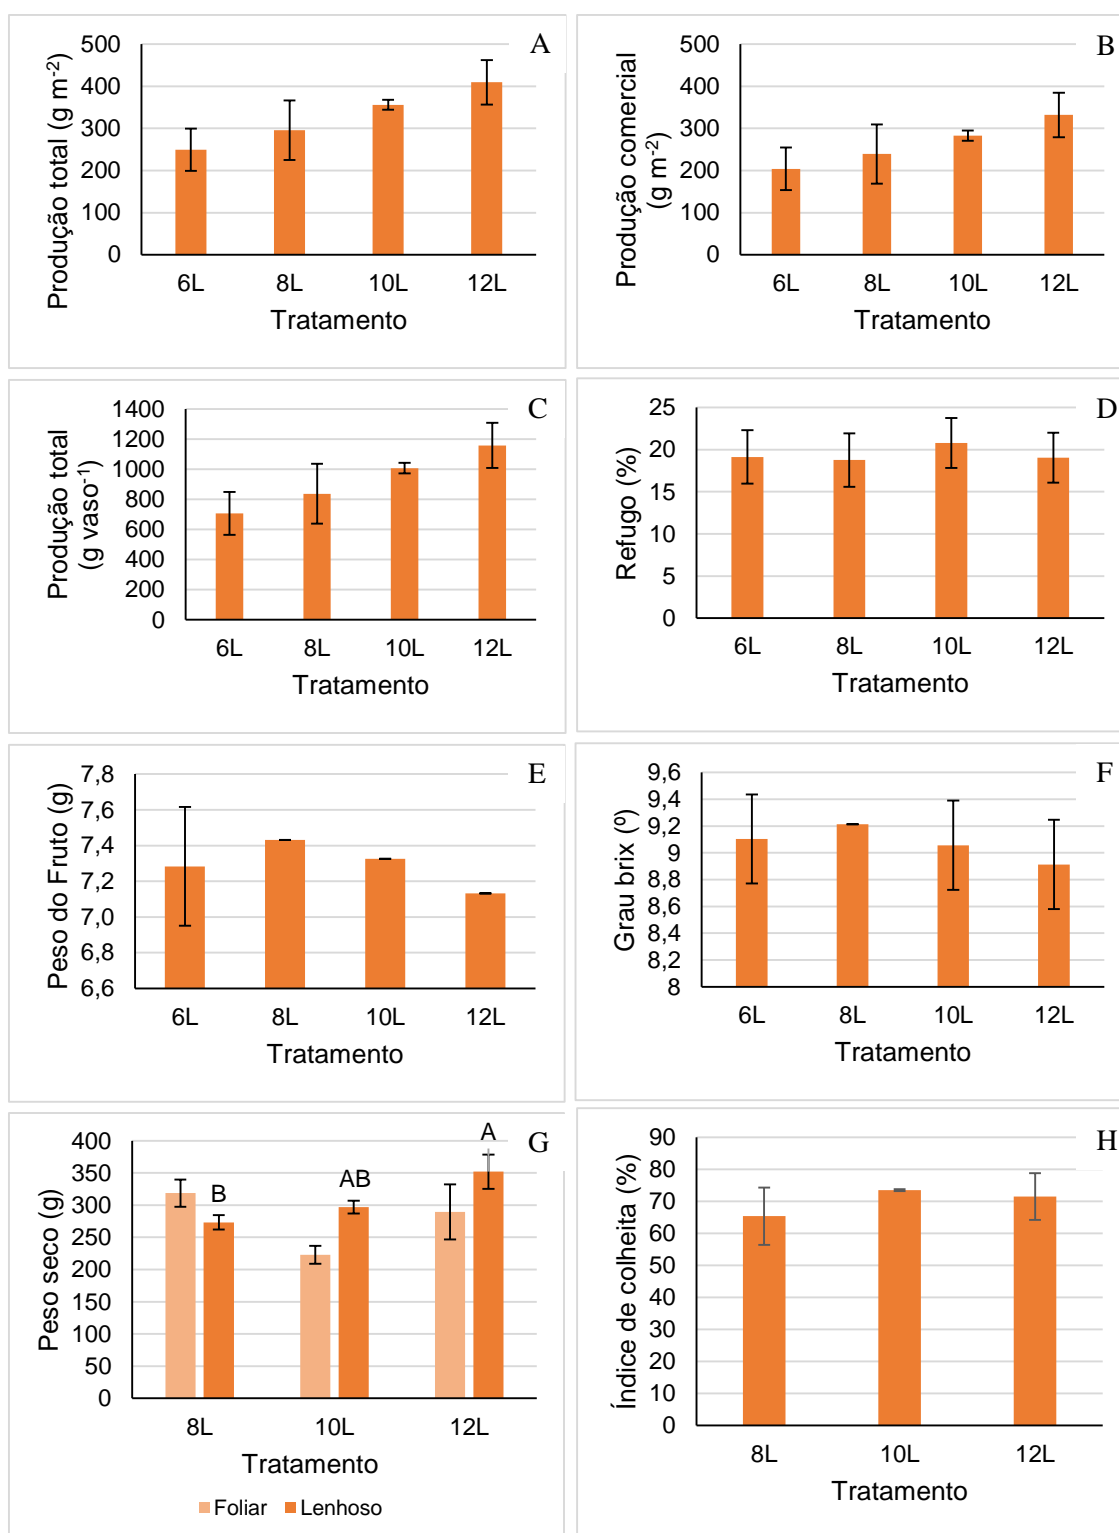 A
Produção total (g m-2)
500
400
300
200
100
0
6L 8L 10L 12L
Tratamento
B
Produção comercial
(g m-2)
500
400
300
200
100
0
6L 8L 10L 12L
Tratamento
C
Produção total
(g vaso-1)
1400
1200
1000
800
600
400
200
0
6L 8L 10L 12L
Tratamento
D
Refugo (%)
25
20
15
10
5
0
6L 8L 10L 12L
Tratamento
E
Peso do Fruto (g)
7,8
7,6
7,4
7,2
7,0
6,8
6,6
6L 8L 10L 12L
Tratamento
F
Grau brix (º)
9,6
9,4
9,2
9
8,8
8,6
8,4
8,2
8
6L 8L 10L 12L
Tratamento
G
Peso seco (g)
400
350
300
250
200
150
100
50
0
B AB A
8L 10L 12L
Tratamento
Foliar Lenhoso
H
Índice de colheita (%)
90
80
70
60
50
40
30
20
10
0
8L 10L 12L
Tratamento